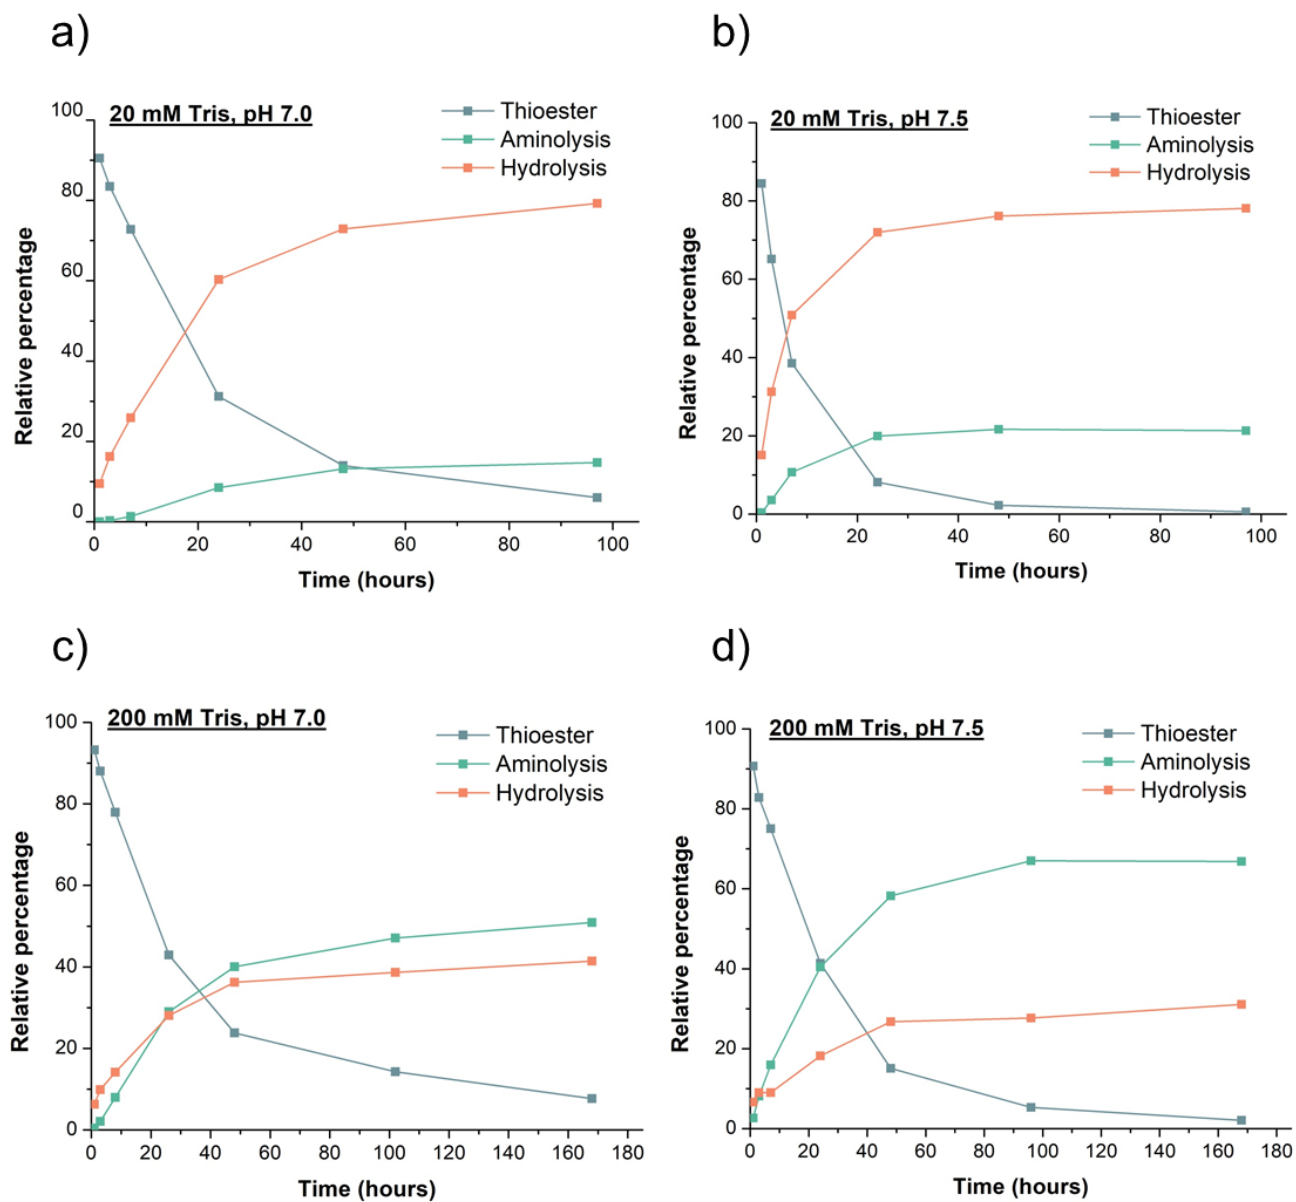 a)
20 mM Tris, pH 7.0
Thioester
Aminolysis
Hydrolysis
100
80
60
40
20
0
Relative percentage
0 20 40 60 80 100
Time (hours)
b)
20 mM Tris, pH 7.5
Thioester
Aminolysis
Hydrolysis
100
80
60
40
20
0
Relative percentage
0 20 40 60 80 100
Time (hours)
c)
200 mM Tris, pH 7.0
Thioester
Aminolysis
Hydrolysis
100
80
60
40
20
0
Relative percentage
0 20 40 60 80 100 120 140 160 180
Time (hours)
d)
200 mM Tris, pH 7.5
Thioester
Aminolysis
Hydrolysis
100
80
60
40
20
0
Relative percentage
0 20 40 60 80 100 120 140 160 180
Time (hours)